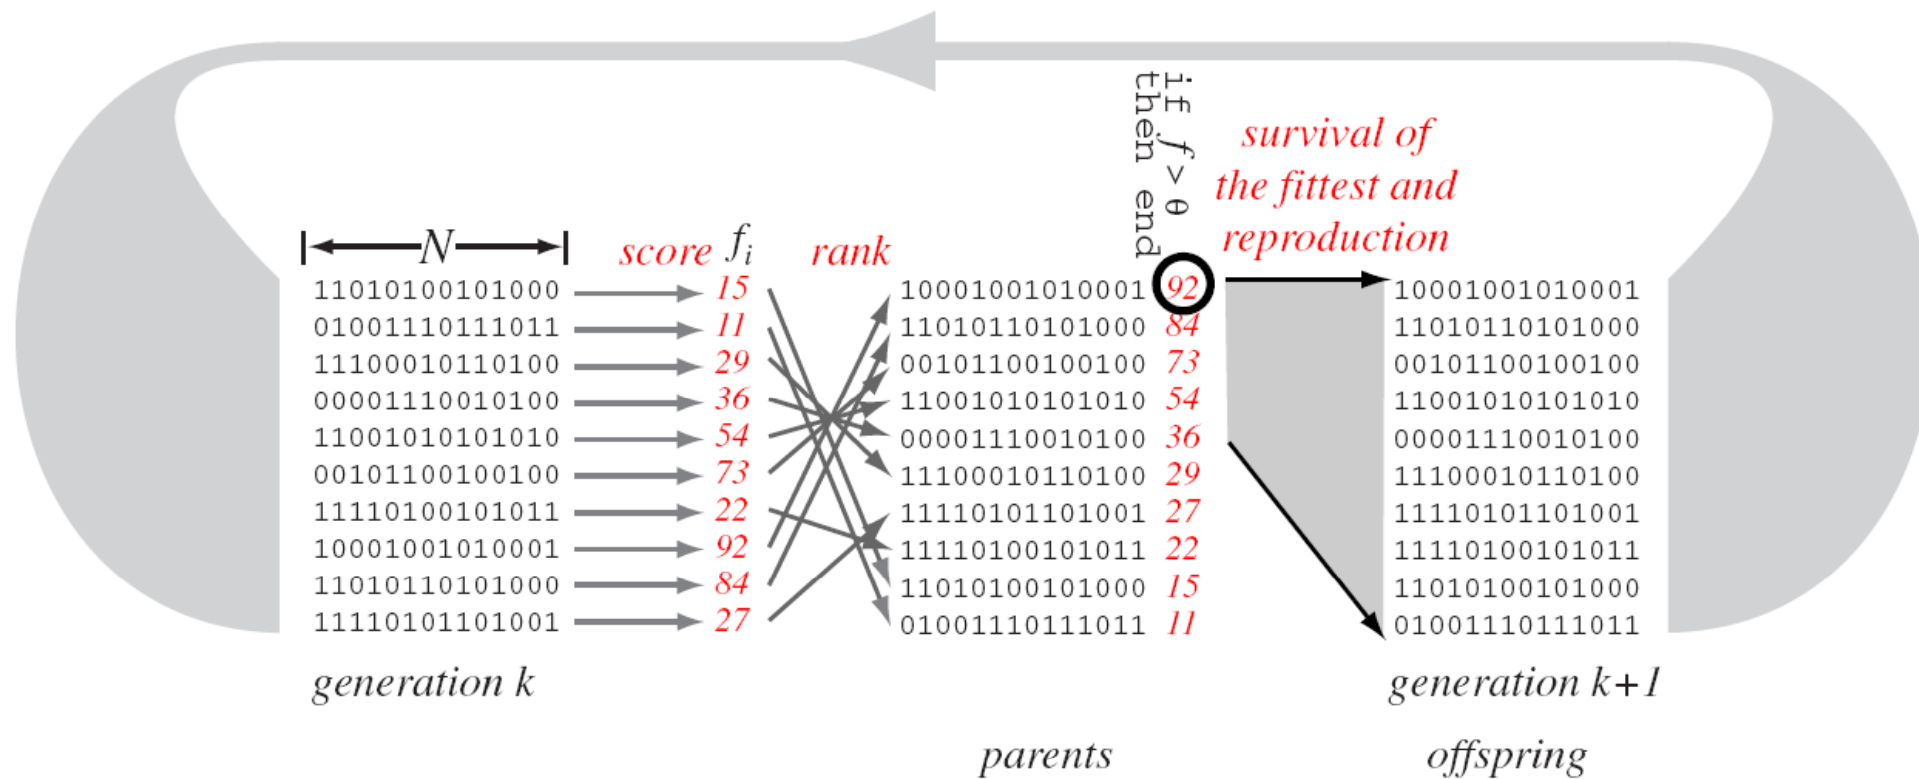 if f > θ
then end
survival of
the fittest and
reproduction
N
score fi
rank
11010100101000 15 10001001010001 92 10001001010001
01001110111011 11 11010110101000 84 11010110101000
11100010110100 29 00101100100100 73 00101100100100
00001110010100 36 11001010101010 54 11001010101010
11001010101010 54 00001110010100 36 00001110010100
00101100100100 73 11100010110100 29 11100010110100
11110100101011 22 11110101101001 27 11110101101001
10001001010001 92 11110100101011 22 11110100101011
11010110101000 84 11010100101000 15 11010100101000
11110101101001 27 01001110111011 11 01001110111011
generation k
generation k+1
parents
offspring